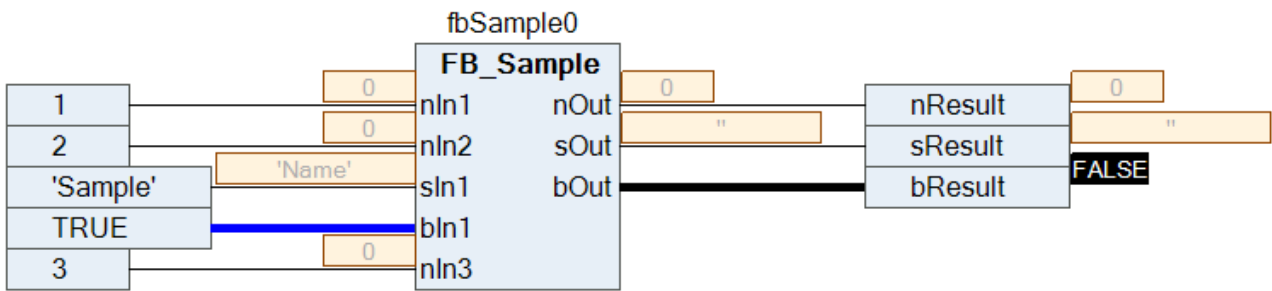 fbSample0
FB_Sample
0 0 0
1 nIn1 nOut nResult
0 '' ''
2 nIn2 sOut sResult
'Name' FALSE
'Sample' sIn1 bOut bResult
TRUE bIn1
0
3 nIn3